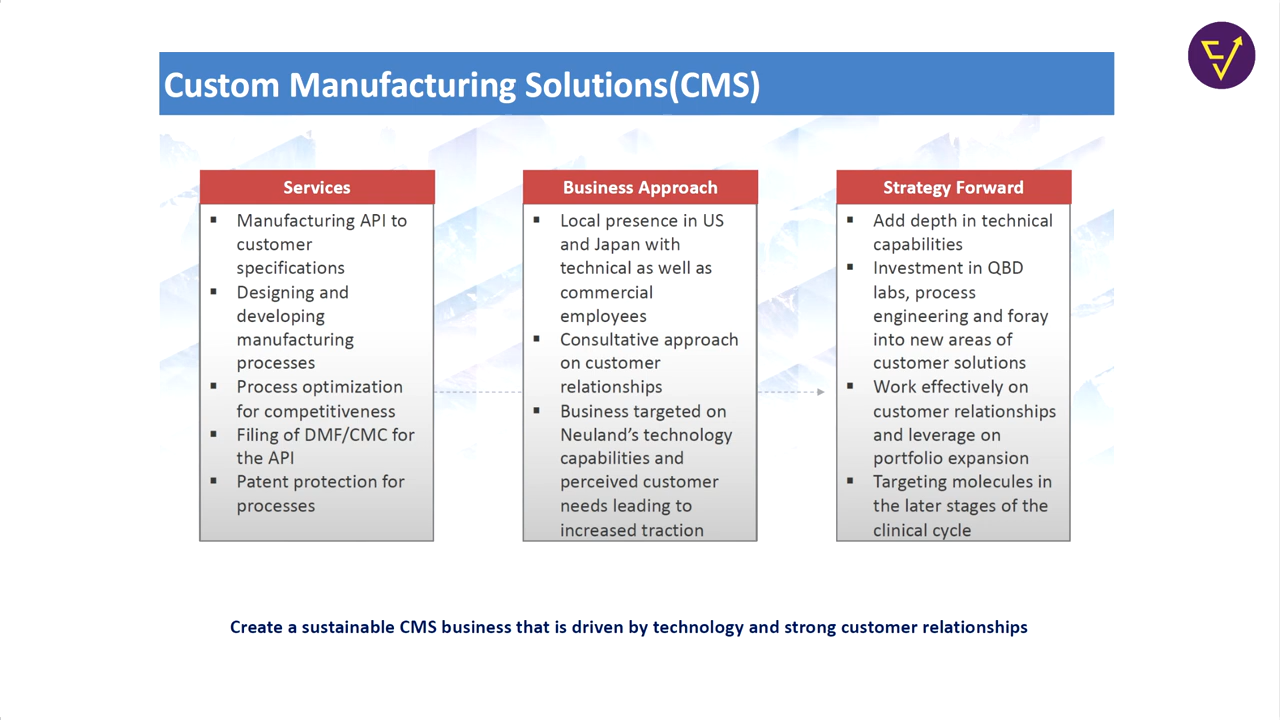 Custom Manufacturing Solutions(CMS)
Services
▪ Manufacturing API to
customer
specifications
▪ Designing and
developing
manufacturing
processes
▪ Process optimization
for competitiveness
▪ Filing of DMF/CMC for
the API
▪ Patent protection for
processes
Business Approach
▪ Local presence in US
and Japan with
technical as well as
commercial
employees
▪ Consultative approach
on customer
relationships
▪ Business targeted on
Neuland’s technology
capabilities and
perceived customer
needs leading to
increased traction
Strategy Forward
▪ Add depth in technical
capabilities
▪ Investment in QBD
labs, process
engineering and foray
into new areas of
customer solutions
▪ Work effectively on
customer relationships
and leverage on
portfolio expansion
▪ Targeting molecules in
the later stages of the
clinical cycle
Create a sustainable CMS business that is driven by technology and strong customer relationships